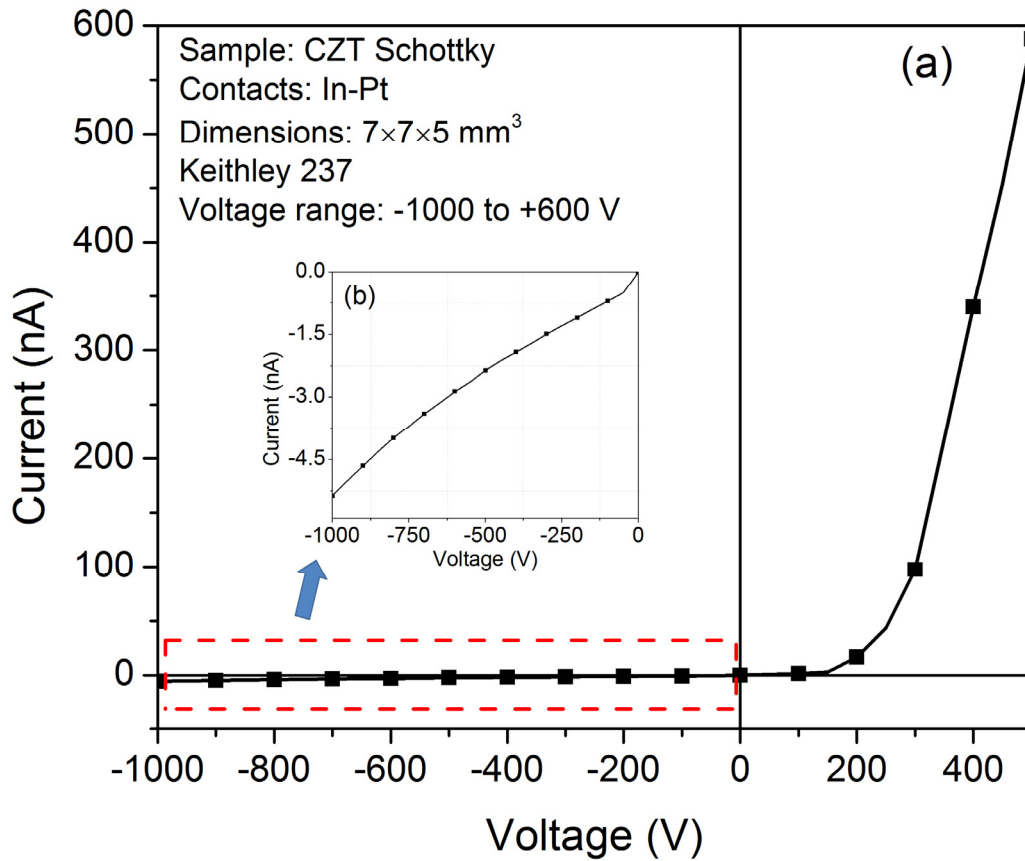 600
500
400
300
200
100
0
Current (nA)
Sample: CZT Schottky
Contacts: In-Pt
Dimensions: 7×7×5 mm³
Keithley 237
Voltage range: -1000 to +600 V
(a)
(b)
0.0
-1.5
-3.0
-4.5
Current (nA)
-1000 -750 -500 -250 0
Voltage (V)
-1000 -800 -600 -400 -200 0 200 400
Voltage (V)